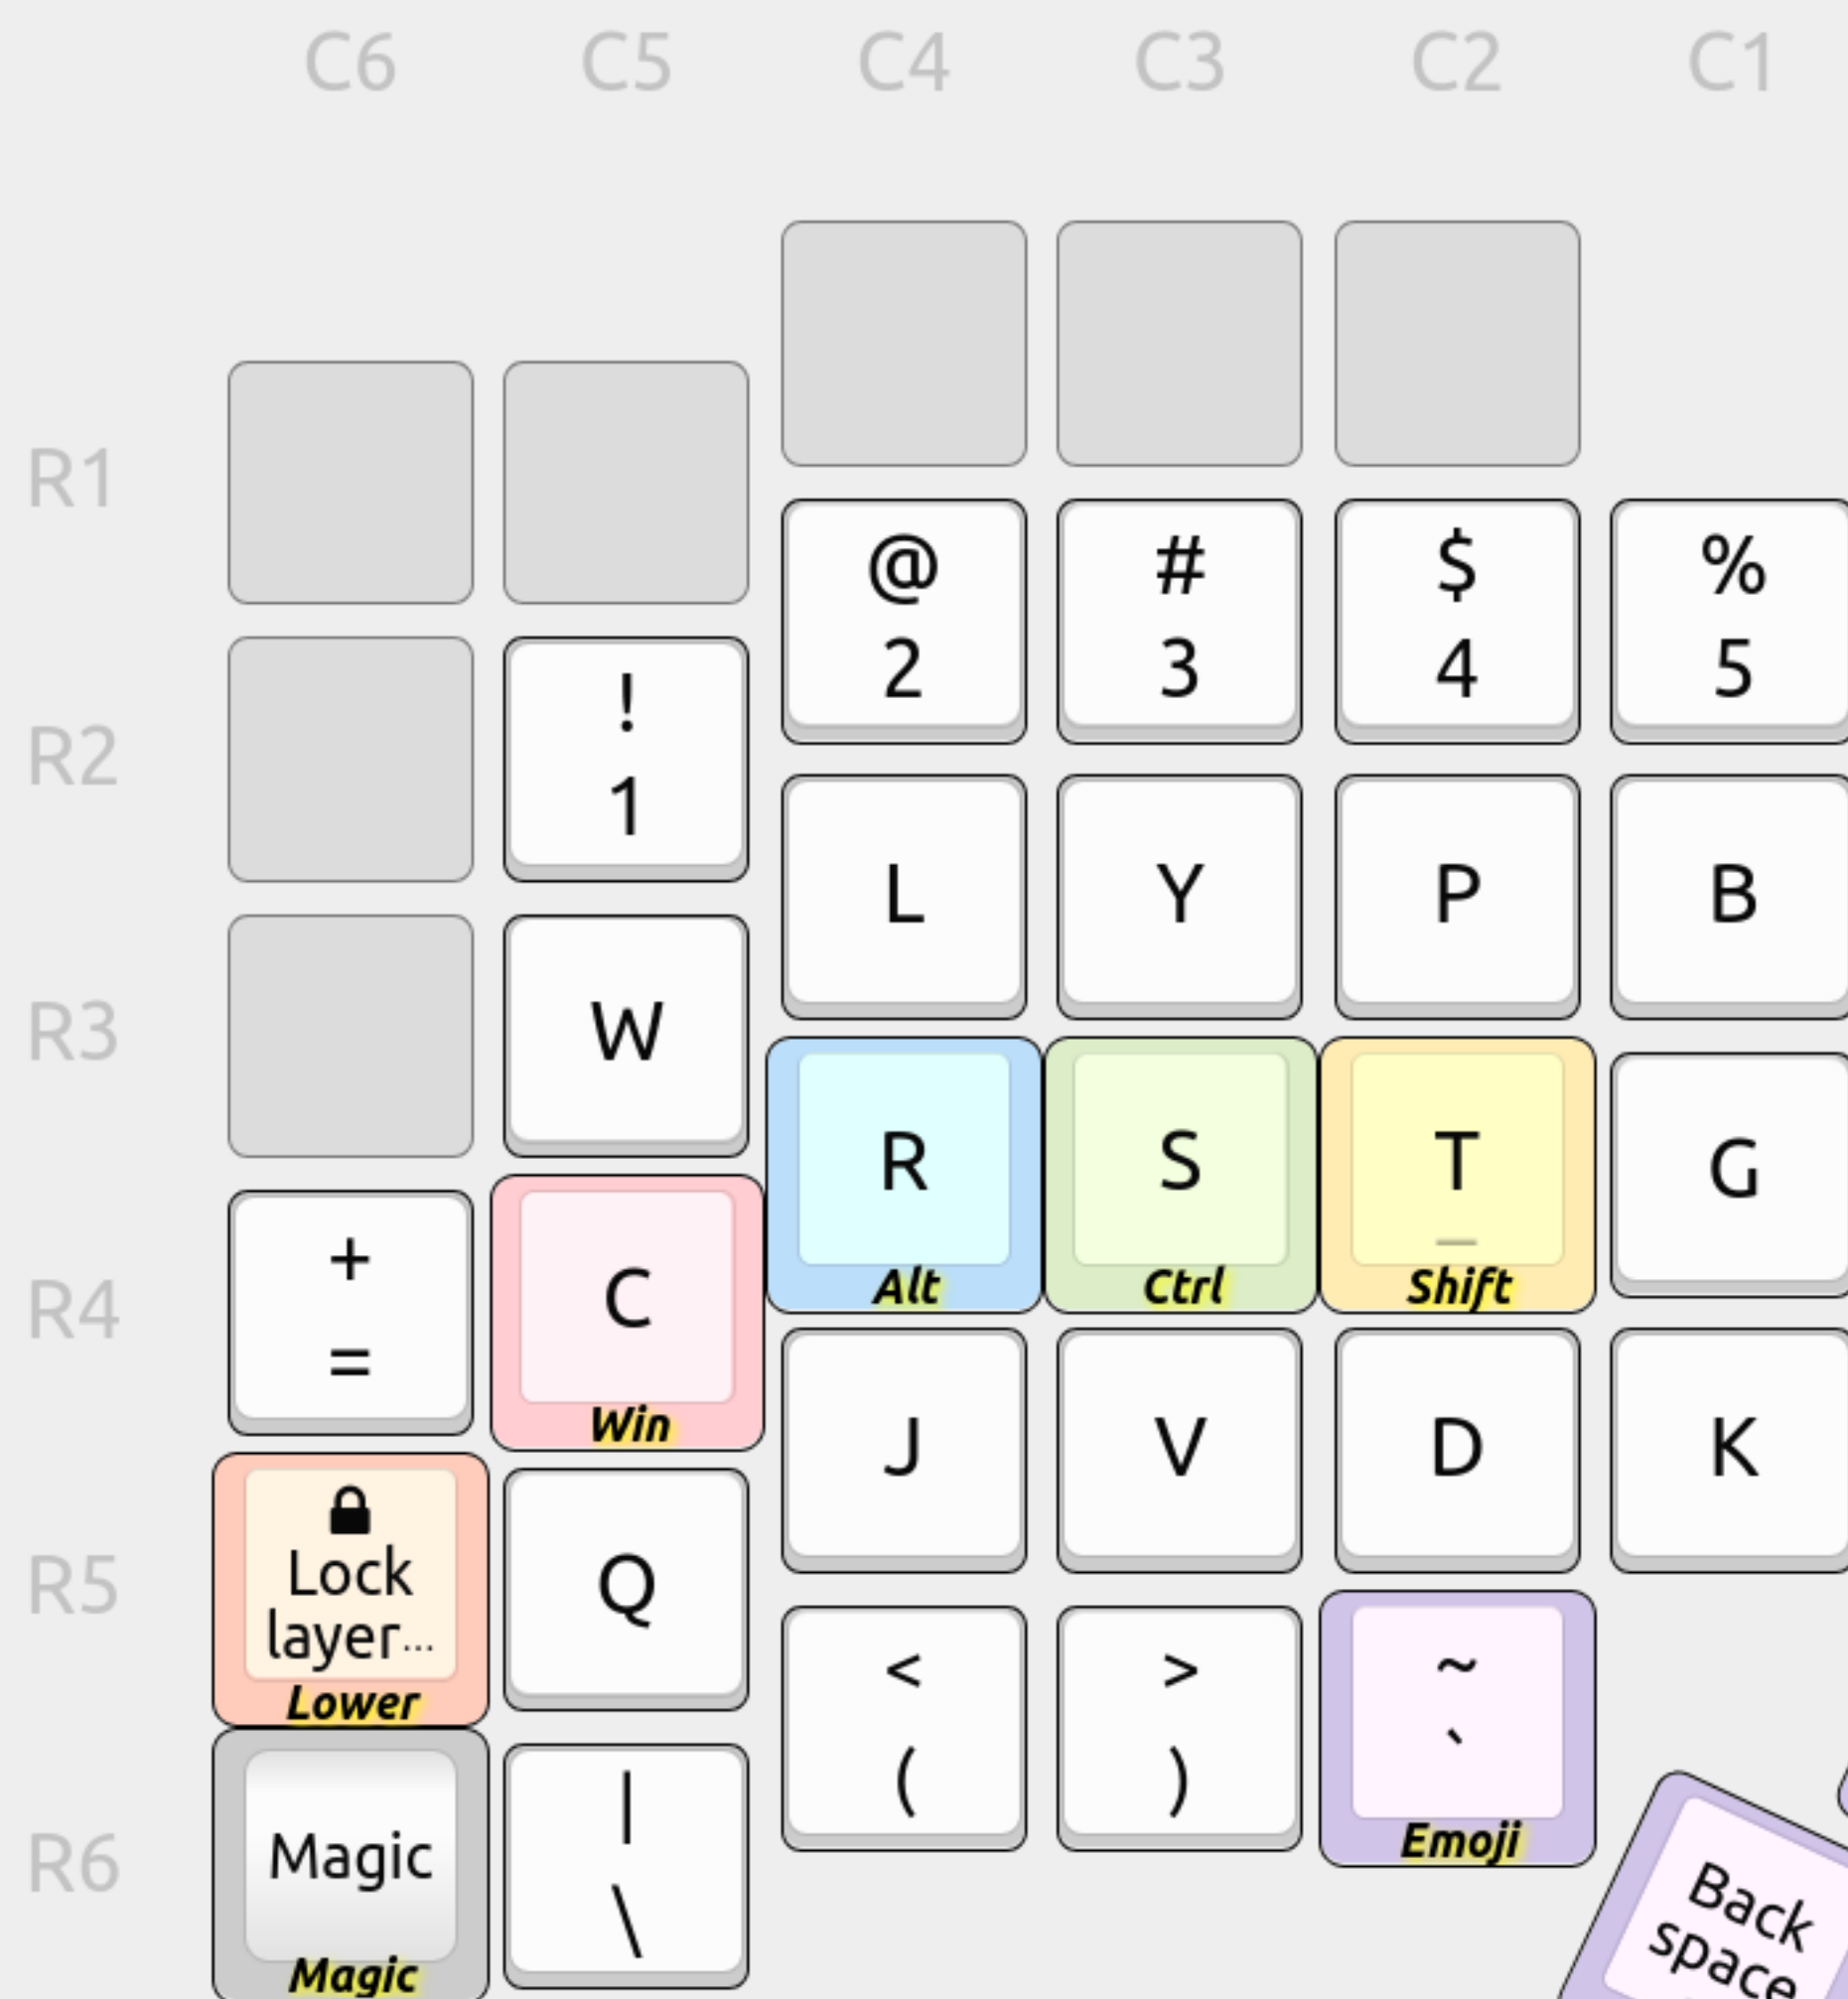 C6 C5 C4 C3 C2 C1
R1
@ # $ %
2 3 4 5
!
1
R2
L Y P B
W
R3
R S T G
_
Alt Ctrl Shift
+
=
C
Win
R4
J V D K
🔒
Lock
layer...
Lower
Q
R5
< > ~
( ) `
Emoji
Magic
Magic
|
\
R6
Back
space